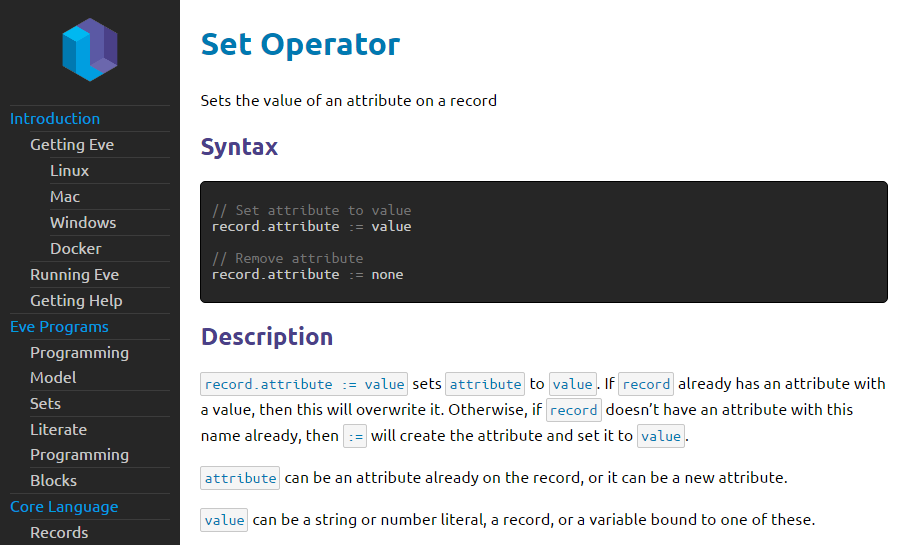 Introduction
Getting Eve
Linux
Mac
Windows
Docker
Running Eve
Getting Help
Eve Programs
Programming
Model
Sets
Literate
Programming
Blocks
Core Language
Records
Set Operator
Sets the value of an attribute on a record
Syntax
// Set attribute to value
record.attribute := value
// Remove attribute
record.attribute := none
Description
record.attribute := value sets attribute to value. If record already has an attribute with
a value, then this will overwrite it. Otherwise, if record doesn’t have an attribute with this
name already, then := will create the attribute and set it to value.
attribute can be an attribute already on the record, or it can be a new attribute.
value can be a string or number literal, a record, or a variable bound to one of these.